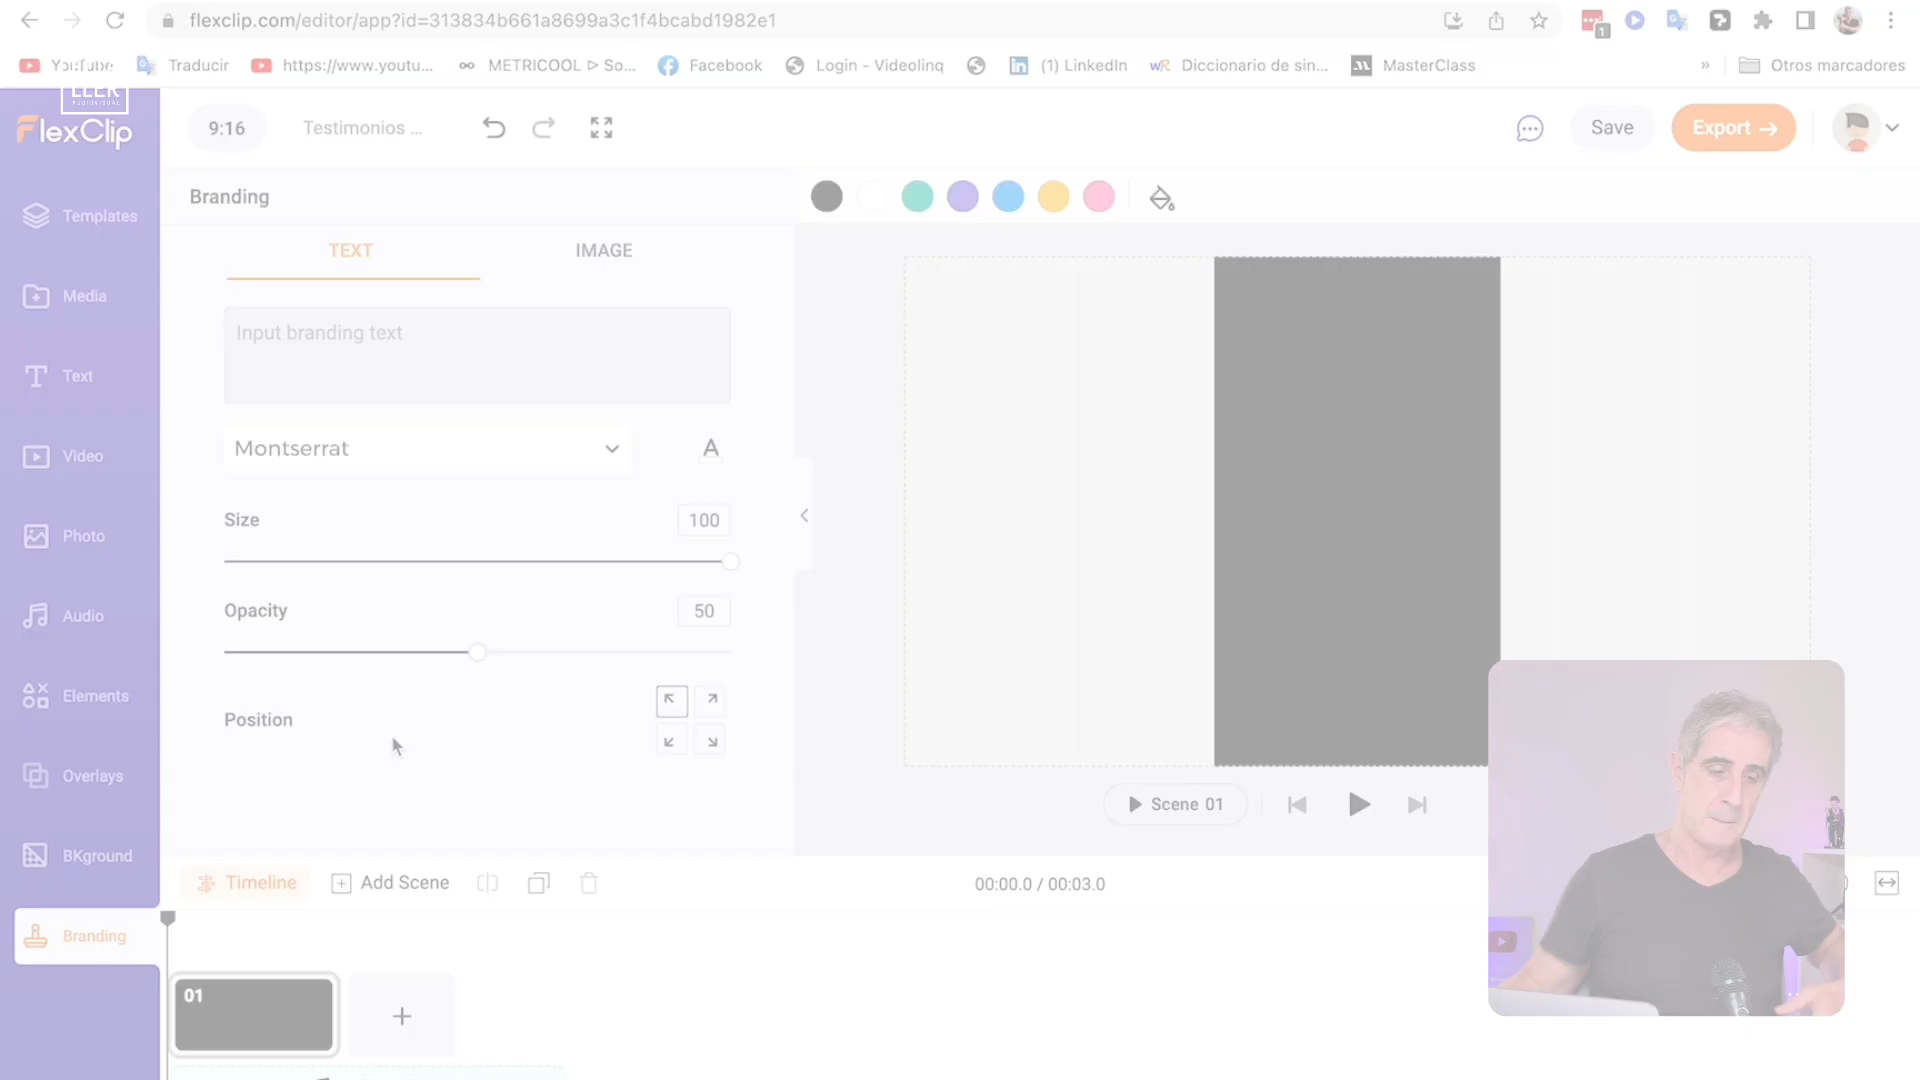 flexclip.com/editor/app?id=313834b661a8699a3c1f4bcabd1982e1
1
YouTube
Traducir
https://www.youtu...
METRICOOL ᐅ So...
Facebook
Login - Videolinq
(1) LinkedIn
wR Diccionario de sin...
MasterClass
»
Otros marcadores
FlexClip
9:16
Testimonios ...
Save
Export →
Templates
Media
Text
Video
Photo
Audio
Elements
Overlays
BKground
Branding
Branding
TEXT
IMAGE
Input branding text
Montserrat
A
Size
100
Opacity
50
Position
Scene 01
Timeline
Add Scene
00:00.0 / 00:03.0
01
+